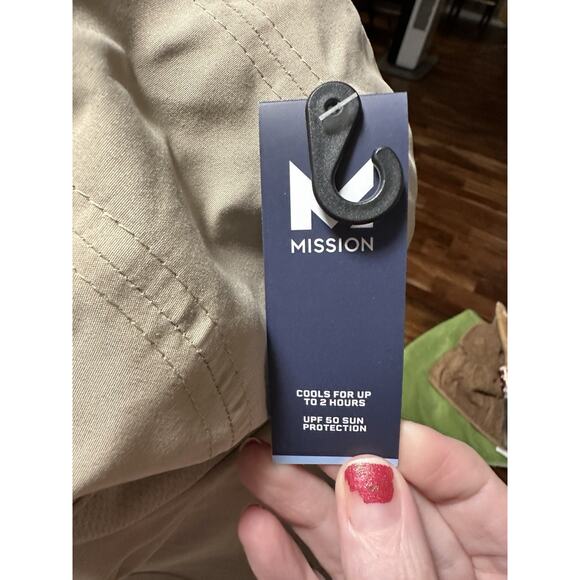 MISSION
COOLS FOR UP
TO 2 HOURS
UPF 50 SUN
PROTECTION